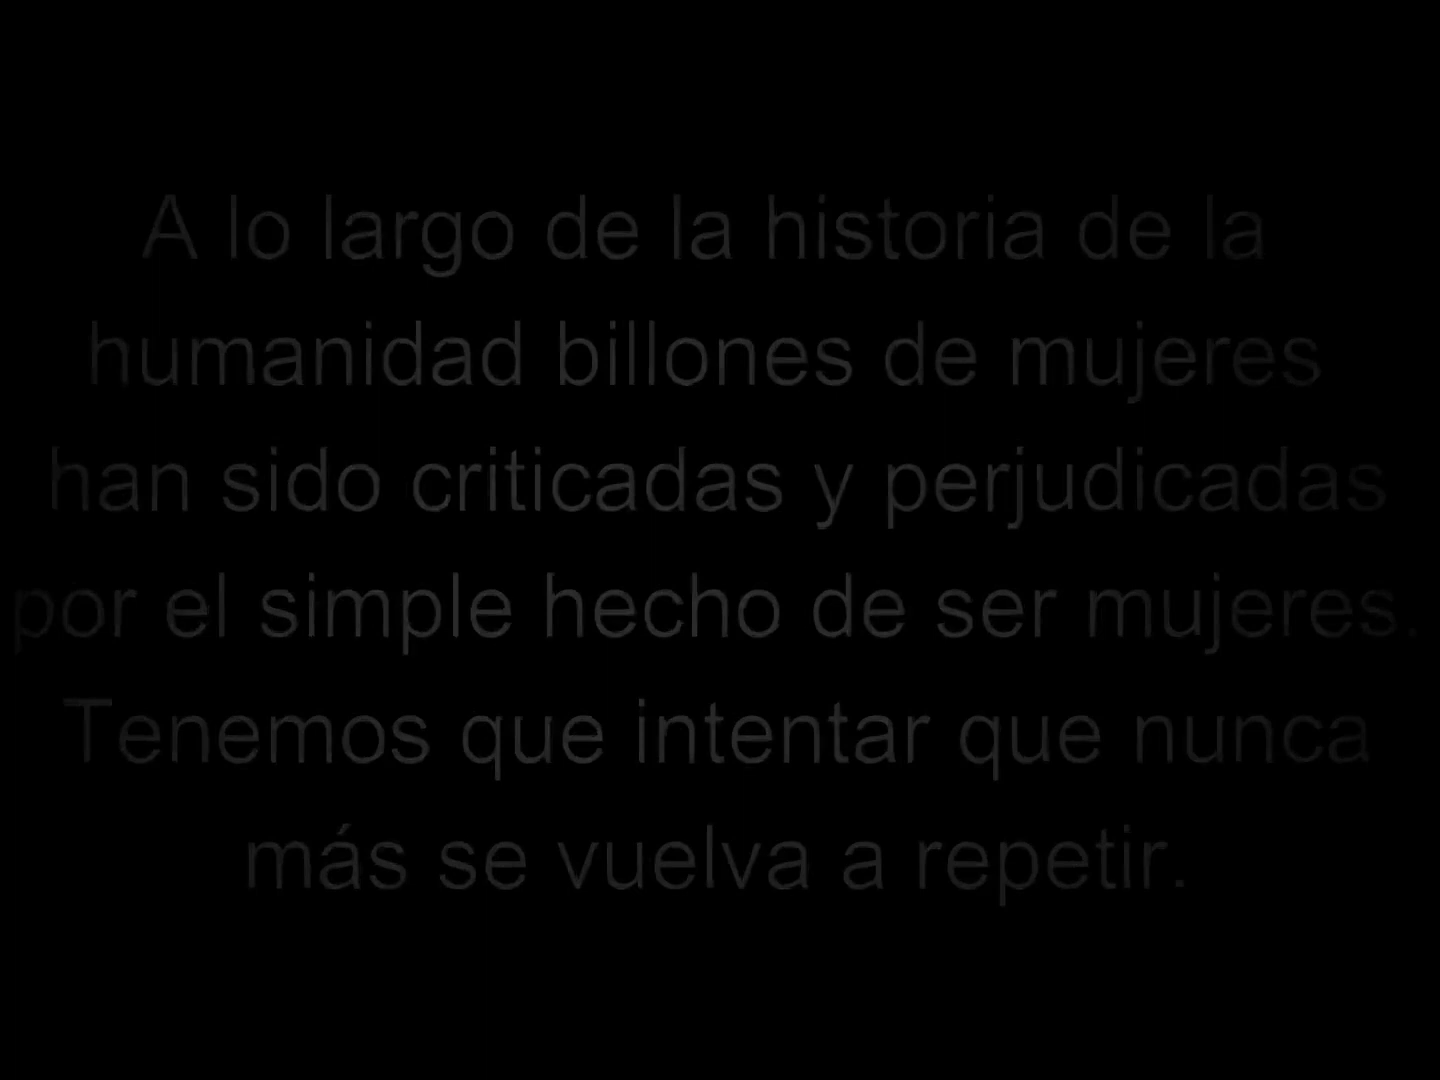 A lo largo de la historia de la
humanidad billones de mujeres
han sido criticadas y perjudicadas
por el simple hecho de ser mujeres.
Tenemos que intentar que nunca
más se vuelva a repetir.